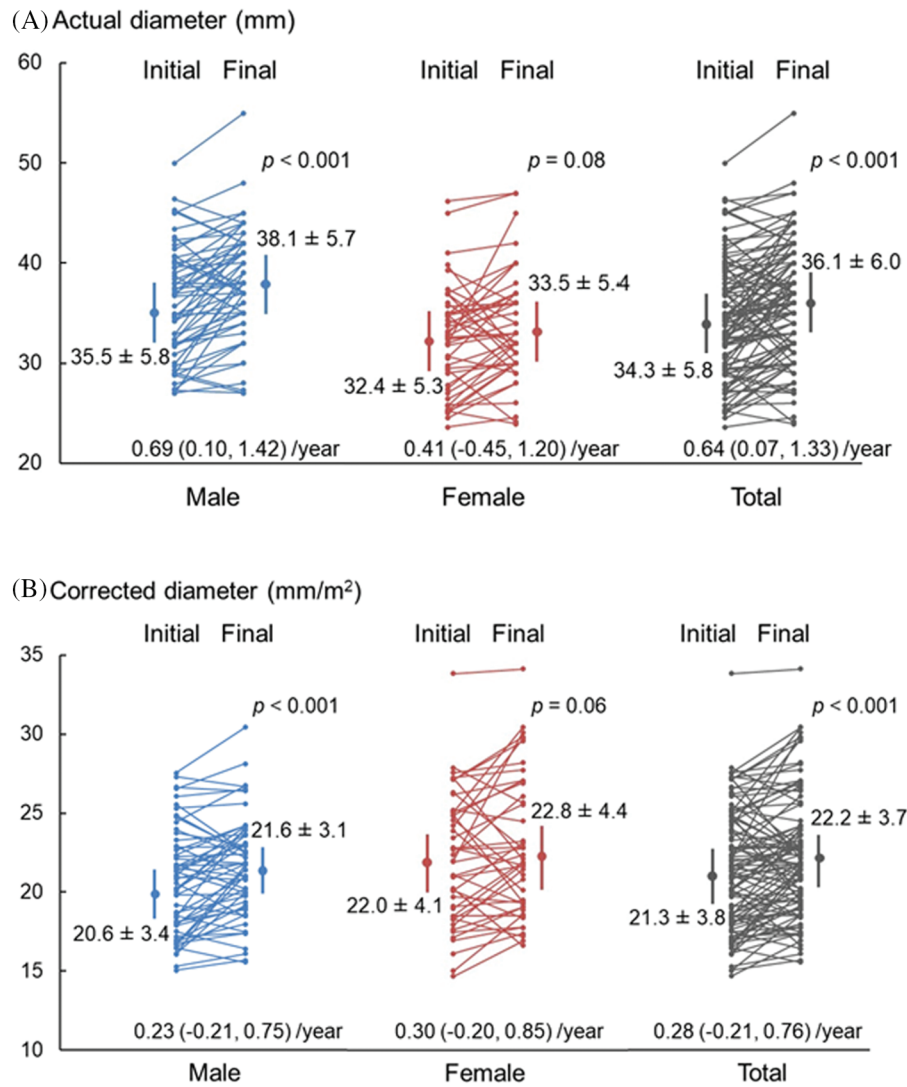 (A) Actual diameter (mm)
60
Initial Final Initial Final Initial Final
50
p < 0.001 p = 0.08 p < 0.001
38.1 ± 5.7
40
33.5 ± 5.4 36.1 ± 6.0
35.5 ± 5.8 32.4 ± 5.3 34.3 ± 5.8
30
0.69 (0.10, 1.42) /year 0.41 (-0.45, 1.20) /year 0.64 (0.07, 1.33) /year
20
Male Female Total
(B) Corrected diameter (mm/m²)
Initial Final Initial Final Initial Final
35
p < 0.001 p = 0.06 p < 0.001
30
25
21.6 ± 3.1 22.8 ± 4.4 22.2 ± 3.7
20
20.6 ± 3.4 22.0 ± 4.1 21.3 ± 3.8
15
0.23 (-0.21, 0.75) /year 0.30 (-0.20, 0.85) /year 0.28 (-0.21, 0.76) /year
10
Male Female Total